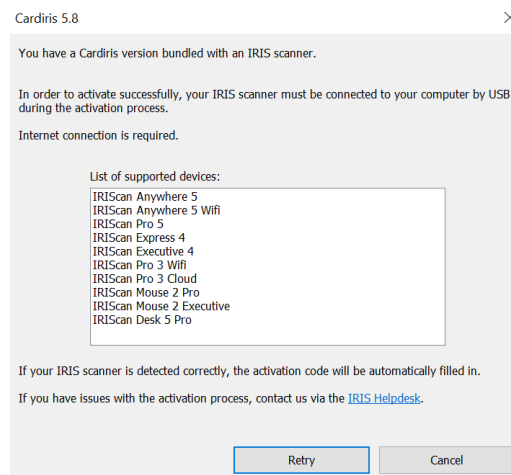 Cardiris 5.8
You have a Cardiris version bundled with an IRIS scanner.
In order to activate successfully, your IRIS scanner must be connected to your computer by USB
during the activation process.
Internet connection is required.
List of supported devices:
IRIScan Anywhere 5
IRIScan Anywhere 5 Wifi
IRIScan Pro 5
IRIScan Express 4
IRIScan Executive 4
IRIScan Pro 3 Wifi
IRIScan Pro 3 Cloud
IRIScan Mouse 2 Pro
IRIScan Mouse 2 Executive
IRIScan Desk 5 Pro
If your IRIS scanner is detected correctly, the activation code will be automatically filled in.
If you have issues with the activation process, contact us via the IRIS Helpdesk.
Retry
Cancel